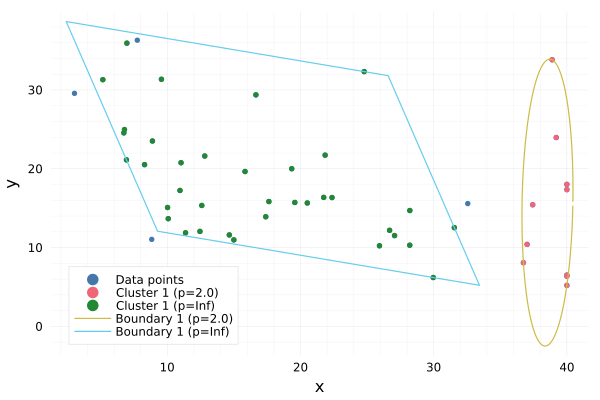 30
20
10
0
y
Data points
Cluster 1 (p=2.0)
Cluster 1 (p=Inf)
Boundary 1 (p=2.0)
Boundary 1 (p=Inf)
10
20
30
40
x